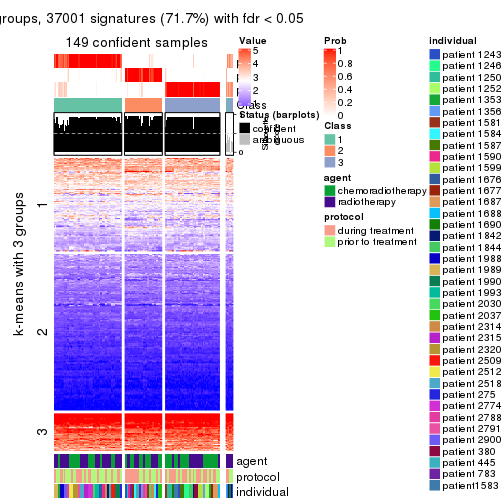 groups, 37001 signatures (71.7%) with fdr < 0.05
149 confident samples
k-means with 3 groups
1
2
3
Class
Status (barplots)
confident
ambiguous
0
agent
protocol
individual
Value
5
4
3
2
1
Prob
1
0.8
0.6
0.4
0.2
0
Class
1
2
3
agent
chemoradiotherapy
radiotherapy
protocol
during treatment
prior to treatment
individual
patient 1243
patient 1246
patient 1250
patient 1252
patient 1353
patient 1356
patient 1581
patient 1584
patient 1587
patient 1590
patient 1599
patient 1676
patient 1677
patient 1687
patient 1688
patient 1690
patient 1842
patient 1844
patient 1988
patient 1989
patient 1990
patient 1993
patient 2030
patient 2037
patient 2314
patient 2315
patient 2320
patient 2509
patient 2512
patient 2518
patient 275
patient 2774
patient 2788
patient 2791
patient 2900
patient 380
patient 445
patient 783
patient1583